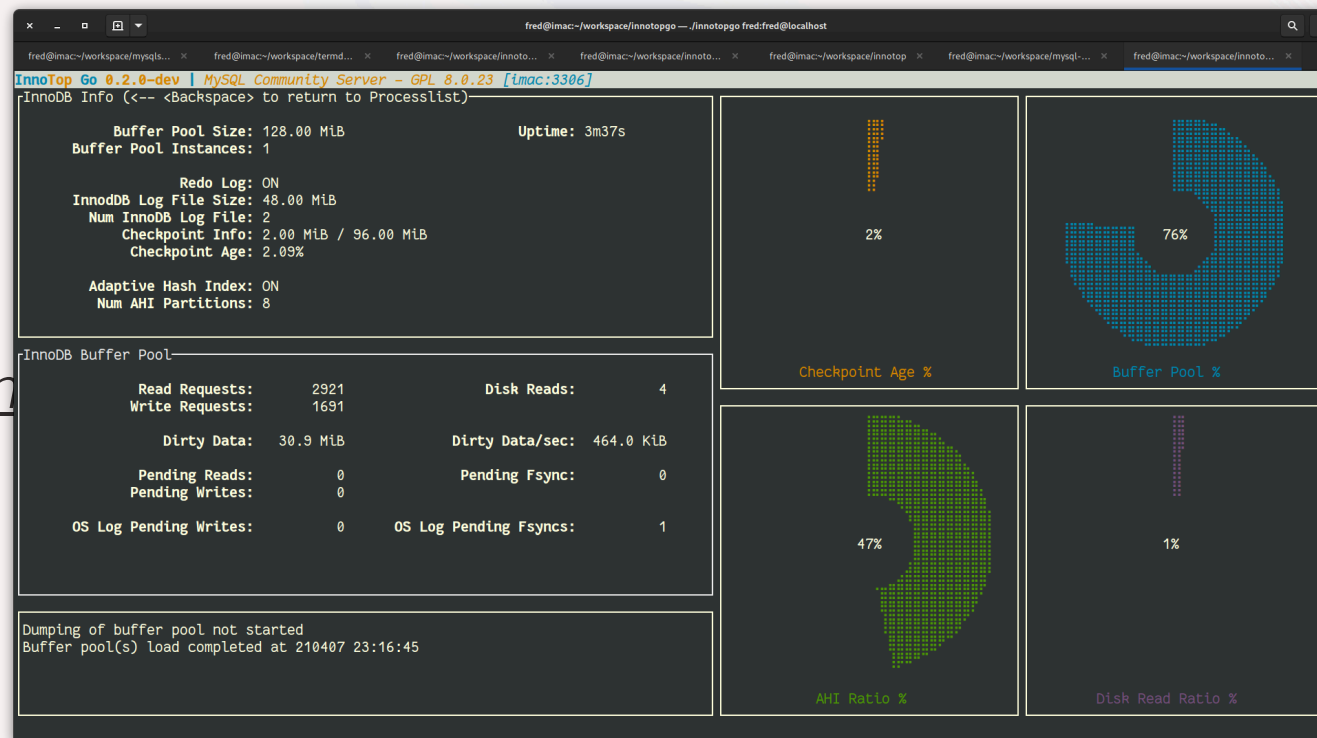 fred@imac:~/workspace/innotopgo — ./innotopgo fred:fred@localhost
fred@imac:~/workspace/mysqls... × fred@imac:~/workspace/termd... × fred@imac:~/workspace/innoto... × fred@imac:~/workspace/innoto... × fred@imac:~/workspace/innotop × fred@imac:~/workspace/mysql-... × fred@imac:~/workspace/innoto... ×
InnoTop Go 0.2.0-dev | MySQL Community Server – GPL 8.0.23 [imac:3306]
InnoDB Info (<-- <Backspace> to return to Processlist)
Buffer Pool Size: 128.00 MiB Uptime: 3m37s
Buffer Pool Instances: 1
Redo Log: ON
InnodDB Log File Size: 48.00 MiB
Num InnoDB Log File: 2
Checkpoint Info: 2.00 MiB / 96.00 MiB
Checkpoint Age: 2.09%
Adaptive Hash Index: ON
Num AHI Partitions: 8
2%
Checkpoint Age %
76%
Buffer Pool %
InnoDB Buffer Pool
Read Requests: 2921 Disk Reads: 4
Write Requests: 1691
Dirty Data: 30.9 MiB Dirty Data/sec: 464.0 KiB
Pending Reads: 0 Pending Fsync: 0
Pending Writes: 0
OS Log Pending Writes: 0 OS Log Pending Fsyncs: 1
47%
AHI Ratio %
1%
Disk Read Ratio %
Dumping of buffer pool not started
Buffer pool(s) load completed at 210407 23:16:45